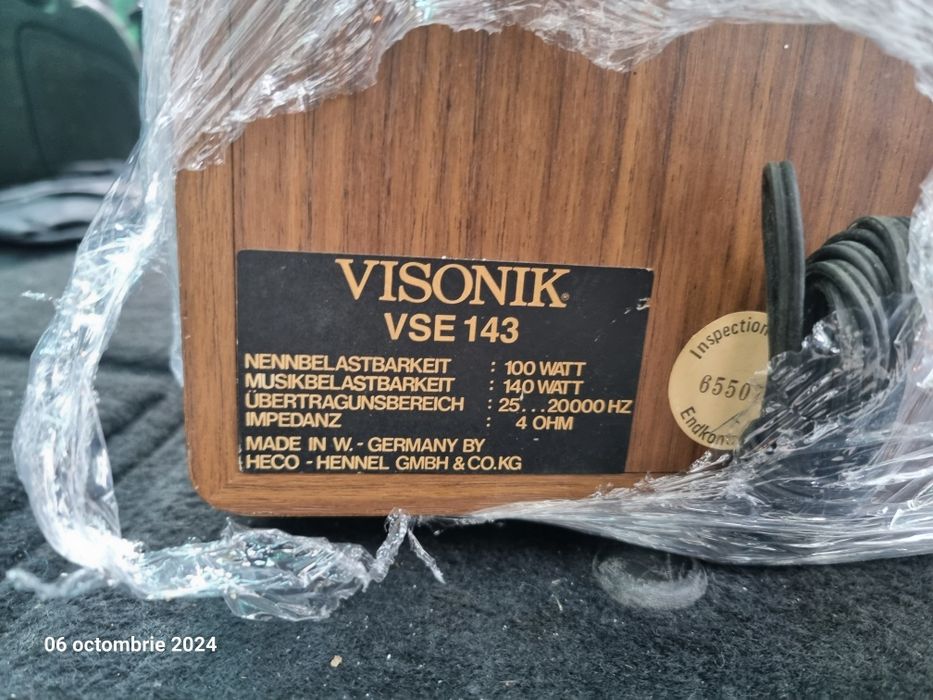 VISONIK®
VSE 143
NENNBELASTBARKEIT : 100 WATT
MUSIKBELASTBARKEIT : 140 WATT
ÜBERTRAGUNSBEREICH : 25...20000 HZ
IMPEDANZ : 4 OHM
MADE IN W.-GERMANY BY
HECO-HENNEL GMBH & CO.KG
Inspection
06 octombrie 2024